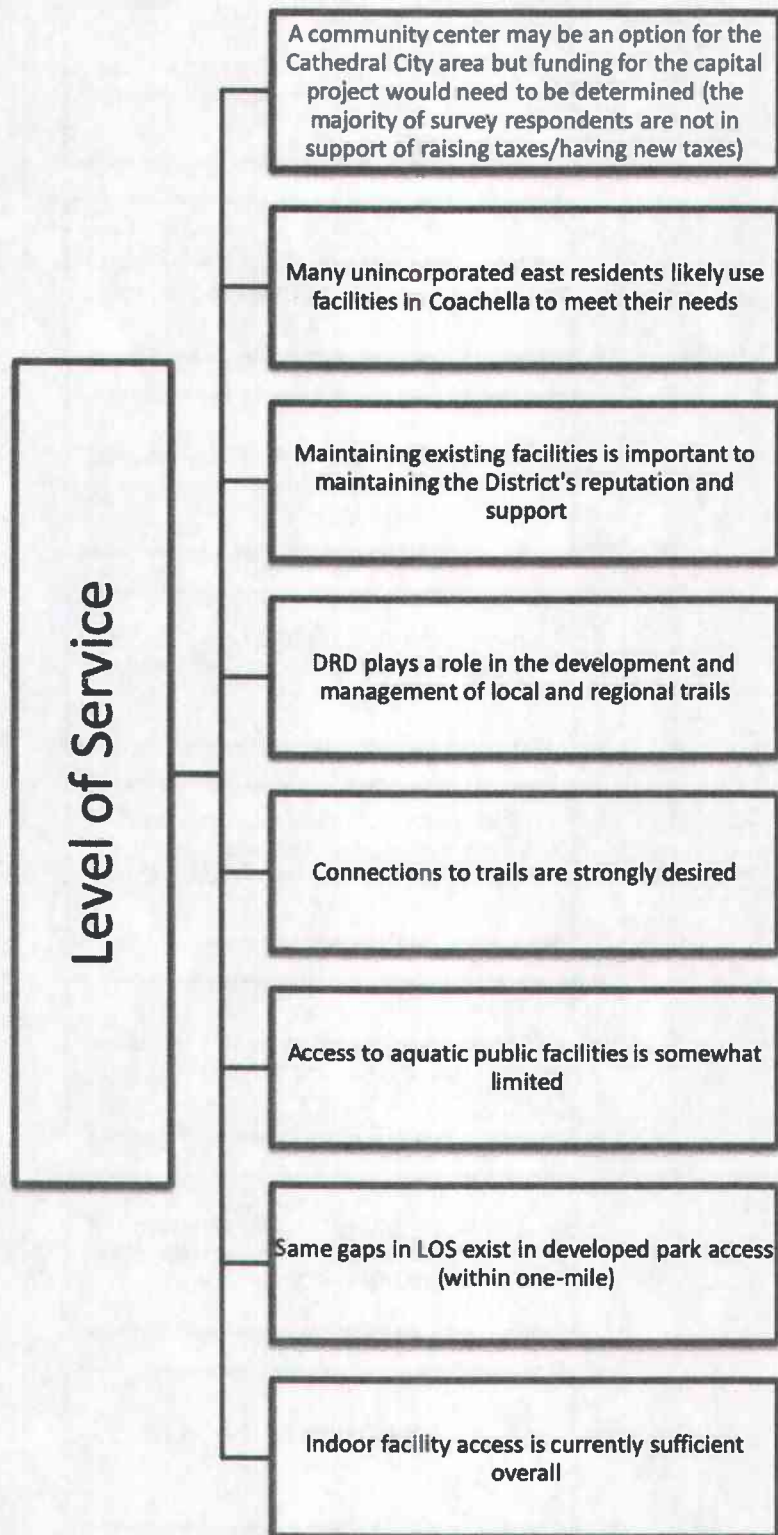 Level of Service
A community center may be an option for the
Cathedral City area but funding for the capital
project would need to be determined (the
majority of survey respondents are not in
support of raising taxes/having new taxes)
Many unincorporated east residents likely use
facilities in Coachella to meet their needs
Maintaining existing facilities is important to
maintaining the District's reputation and
support
DRD plays a role in the development and
management of local and regional trails
Connections to trails are strongly desired
Access to aquatic public facilities is somewhat
limited
Same gaps in LOS exist in developed park access
(within one-mile)
Indoor facility access is currently sufficient
overall